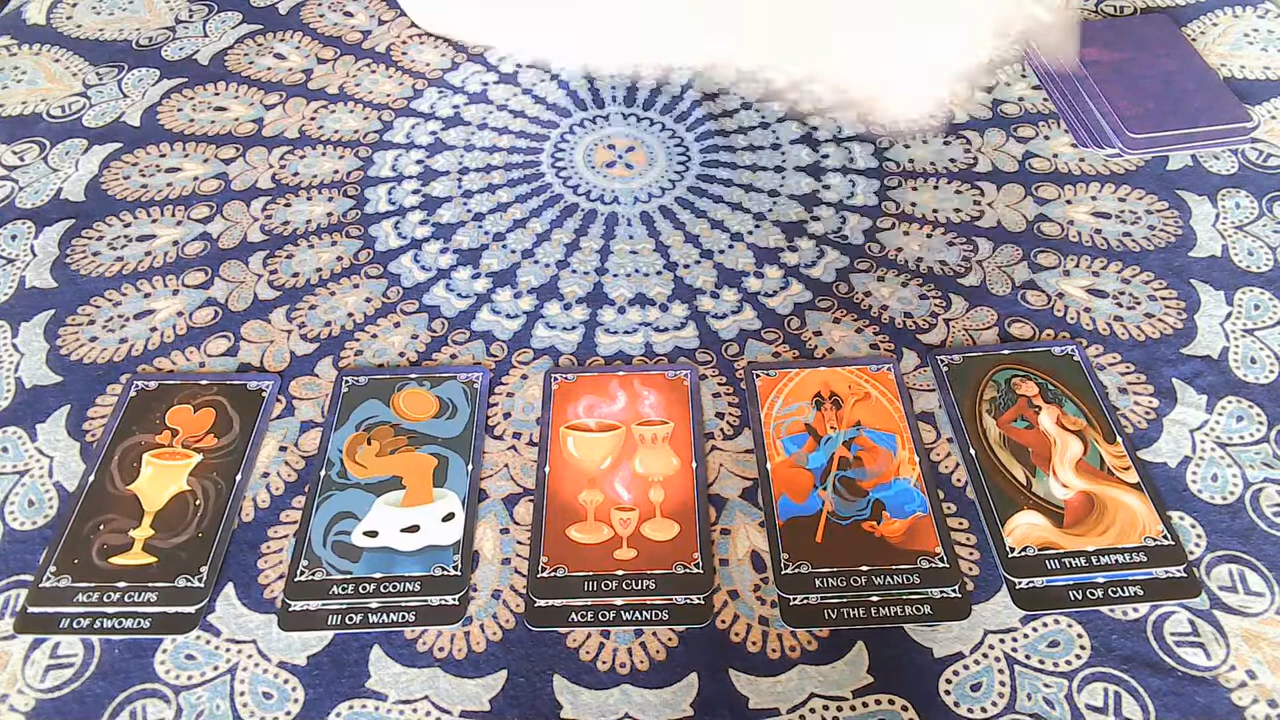 ACE OF CUPS
II OF SWORDS
ACE OF COINS
III OF WANDS
III OF CUPS
ACE OF WANDS
KING OF WANDS
IV THE EMPEROR
III THE EMPRESS
IV OF CUPS